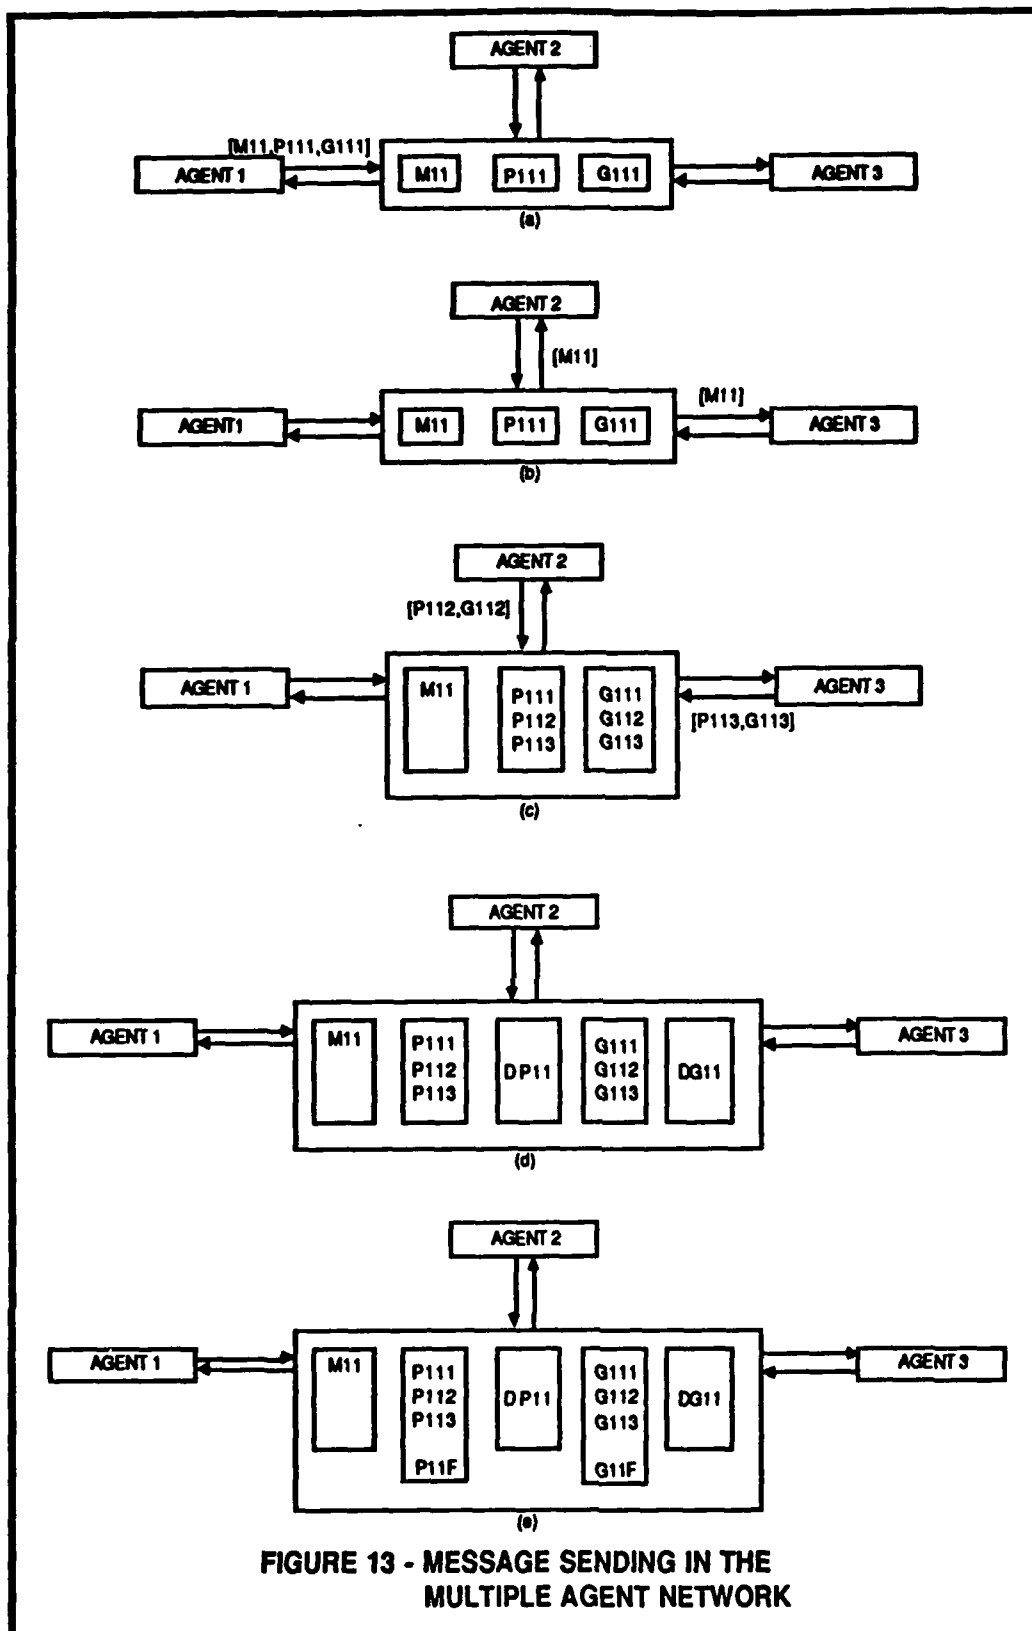 AGENT 2
[M11,P111,G111]
AGENT 1
M11
P111
G111
AGENT 3
(a)
AGENT 2
[M11]
[M11]
AGENT1
M11
P111
G111
AGENT 3
(b)
AGENT 2
[P112,G112]
AGENT 1
M11
P111
P112
P113
G111
G112
G113
AGENT 3
[P113,G113]
(c)
AGENT 2
AGENT 1
M11
P111
P112
P113
DP11
G111
G112
G113
DG11
AGENT 3
(d)
AGENT 2
AGENT 1
M11
P111
P112
P113
P11F
DP11
G111
G112
G113
G11F
DG11
AGENT 3
(e)
FIGURE 13 - MESSAGE SENDING IN THE
MULTIPLE AGENT NETWORK